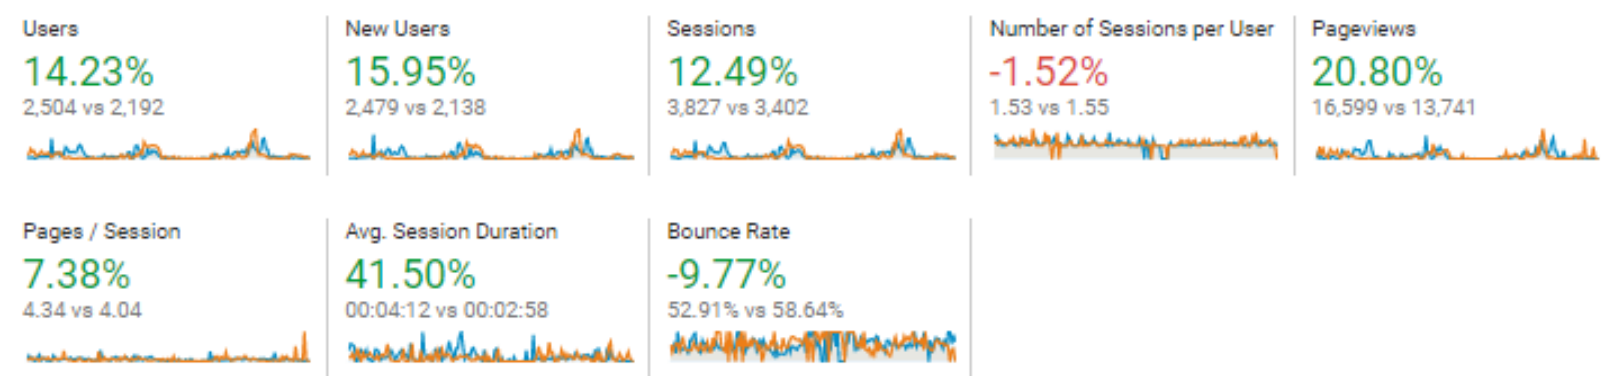 Users
14.23%
2,504 vs 2,192
New Users
15.95%
2,479 vs 2,138
Sessions
12.49%
3,827 vs 3,402
Number of Sessions per User
-1.52%
1.53 vs 1.55
Pageviews
20.80%
16,599 vs 13,741
Pages / Session
7.38%
4.34 vs 4.04
Avg. Session Duration
41.50%
00:04:12 vs 00:02:58
Bounce Rate
-9.77%
52.91% vs 58.64%